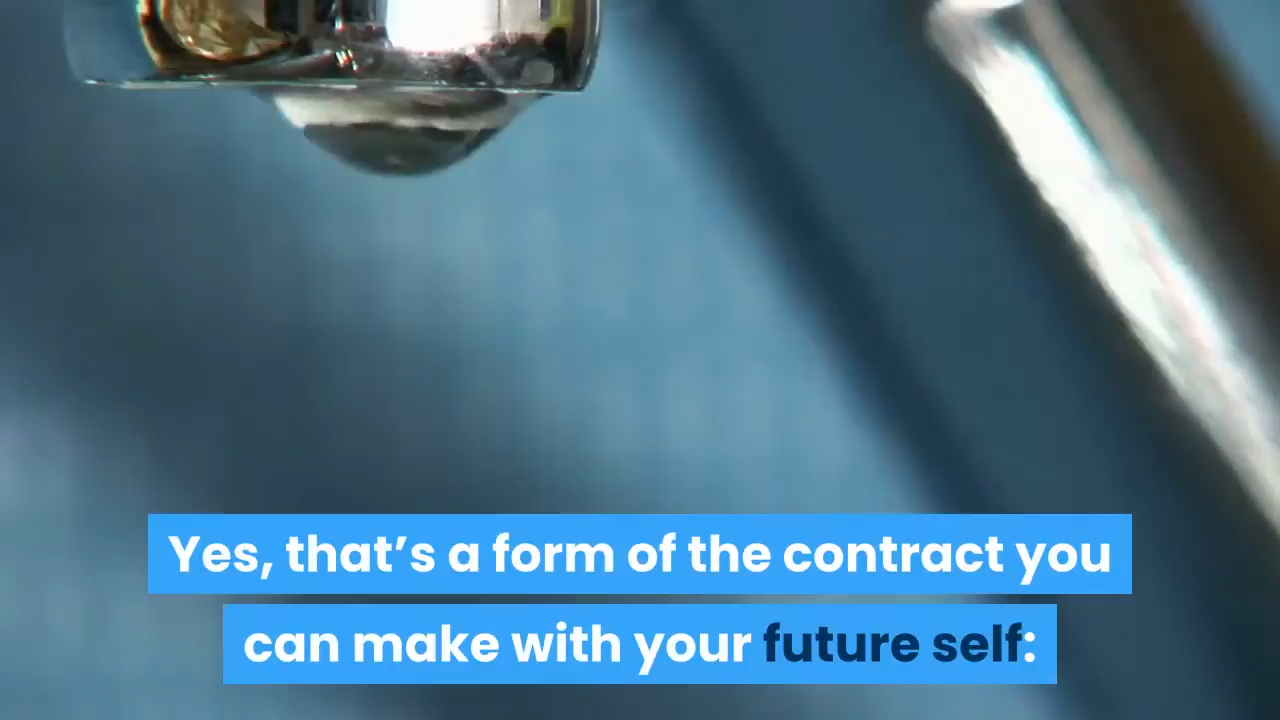 Yes, that’s a form of the contract you
can make with your future self: